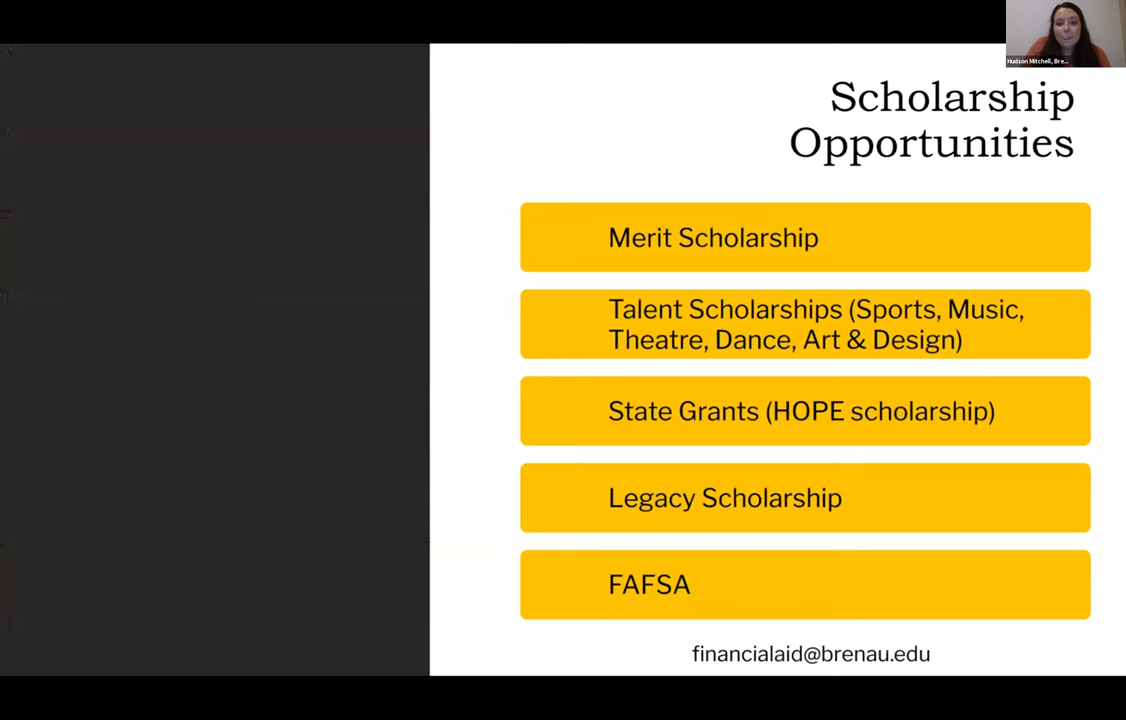 Hudson Mitchell, Bre...
Scholarship
Opportunities
Merit Scholarship
Talent Scholarships (Sports, Music,
Theatre, Dance, Art & Design)
State Grants (HOPE scholarship)
Legacy Scholarship
FAFSA
financialaid@brenau.edu